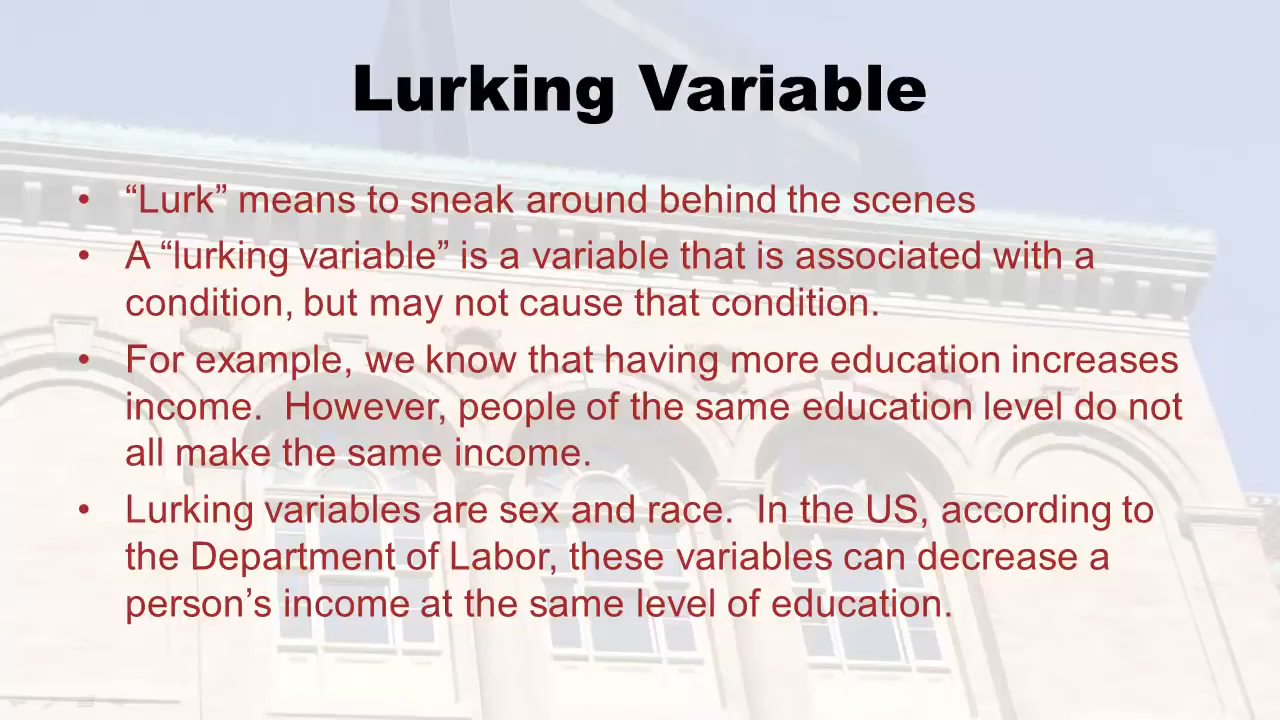 Lurking Variable
• “Lurk” means to sneak around behind the scenes
• A “lurking variable” is a variable that is associated with a
condition, but may not cause that condition.
• For example, we know that having more education increases
income.  However, people of the same education level do not
all make the same income.
• Lurking variables are sex and race.  In the US, according to
the Department of Labor, these variables can decrease a
person’s income at the same level of education.